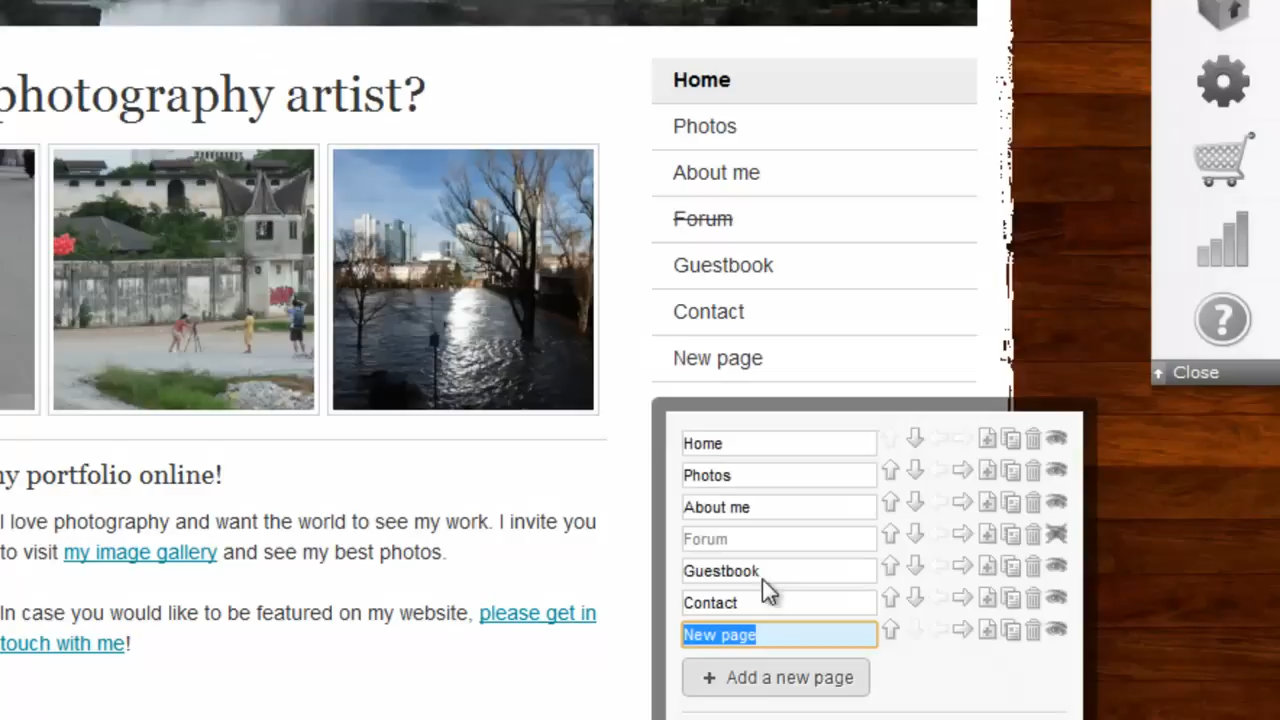 photography artist?
Home
Photos
About me
Forum
Guestbook
Contact
New page
?
Close
my portfolio online!
I love photography and want the world to see my work. I invite you
to visit my image gallery and see my best photos.
In case you would like to be featured on my website, please get in
touch with me!
Home
Photos
About me
Forum
Guestbook
Contact
New page
+ Add a new page